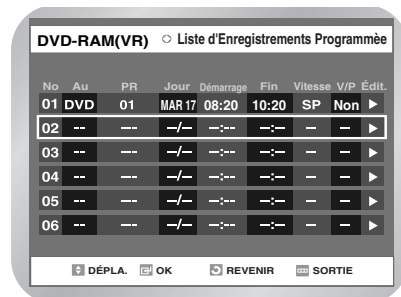 DVD-RAM(VR) Liste d'Enregistrements Programmèe
No Au PR Jour Démarrage Fin Vitesse V/P Édit.
01 DVD 01 MAR 17 08:20 10:20 SP Non ►
02 -- –– –/– –:–– –:– – – ►
03 -- –– –/– –:–– –:– – – ►
04 -- –– –/– –:–– –:– – – ►
05 -- –– –/– –:–– –:– – – ►
06 -- –– –/– –:–– –:– – – ►
DÉPLA. OK REVENIR SORTIE